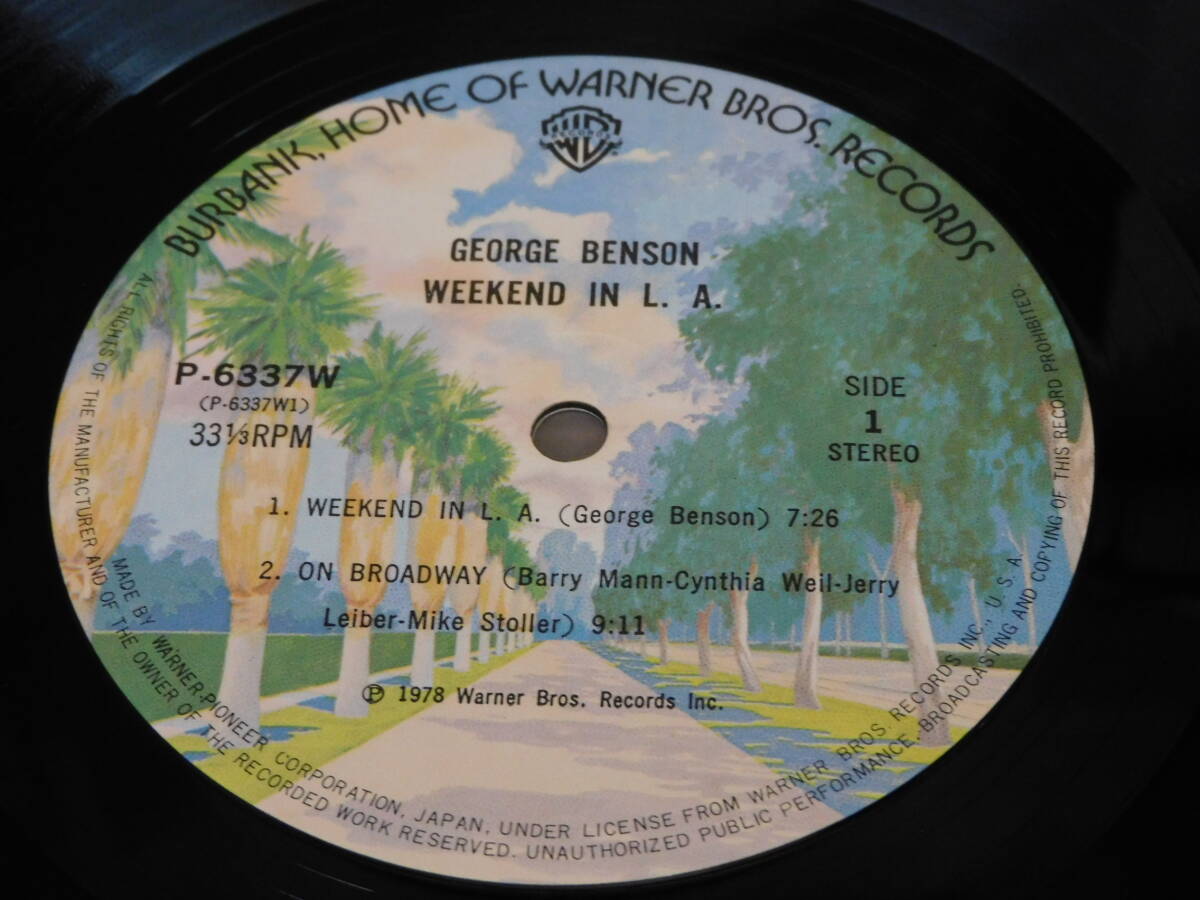 BURBANK, HOME OF WARNER BROS. RECORDS
RECORDS
GEORGE BENSON
WEEKEND IN L. A.
P-6337W
(P-6337W1)
33⅓RPM
SIDE
1
STEREO
1. WEEKEND IN L. A. (George Benson) 7:26
2. ON BROADWAY (Barry Mann-Cynthia Weil-Jerry
Leiber-Mike Stoller) 9:11
Ⓟ 1978 Warner Bros. Records Inc.
MADE BY WARNER-PIONEER CORPORATION, JAPAN, UNDER LICENSE FROM WARNER BROS. RECORDS INC., U.S.A.
ALL RIGHTS OF THE MANUFACTURER AND OF THE OWNER OF THE RECORDED WORK RESERVED. UNAUTHORIZED PUBLIC PERFORMANCE, BROADCASTING AND COPYING OF THIS RECORD PROHIBITED.